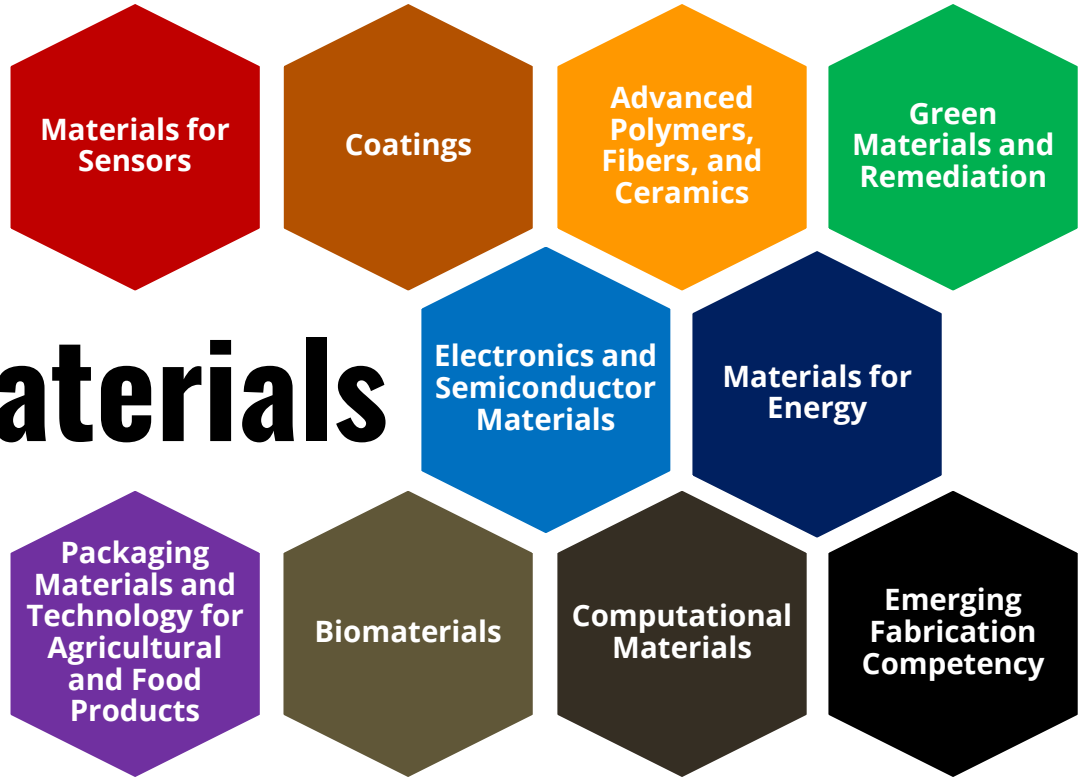 Materials for
Sensors
Coatings
Advanced
Polymers,
Fibers, and
Ceramics
Green
Materials and
Remediation
aterials
Electronics and
Semiconductor
Materials
Materials for
Energy
Packaging
Materials and
Technology for
Agricultural
and Food
Products
Biomaterials
Computational
Materials
Emerging
Fabrication
Competency